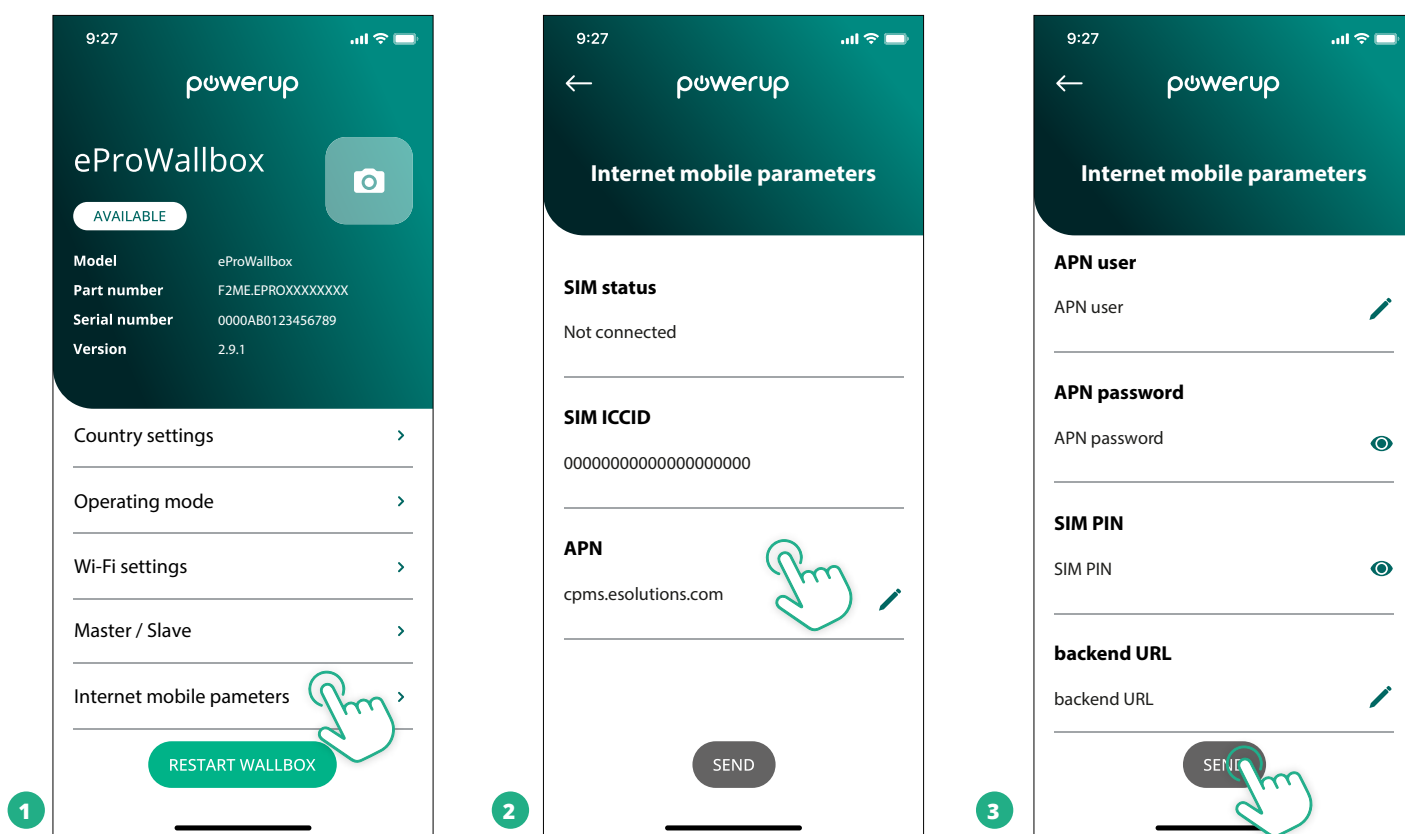 9:27
powerup
eProWallbox
AVAILABLE
Model eProWallbox
Part number F2ME.EPROXXXXXXXX
Serial number 0000AB0123456789
Version 2.9.1
Country settings
Operating mode
Wi-Fi settings
Master / Slave
Internet mobile pameters
RESTART WALLBOX
1
9:27
powerup
Internet mobile parameters
SIM status
Not connected
SIM ICCID
00000000000000000000
APN
cpms.esolutions.com
SEND
2
9:27
powerup
Internet mobile parameters
APN user
APN user
APN password
APN password
SIM PIN
SIM PIN
backend URL
backend URL
SEND
3